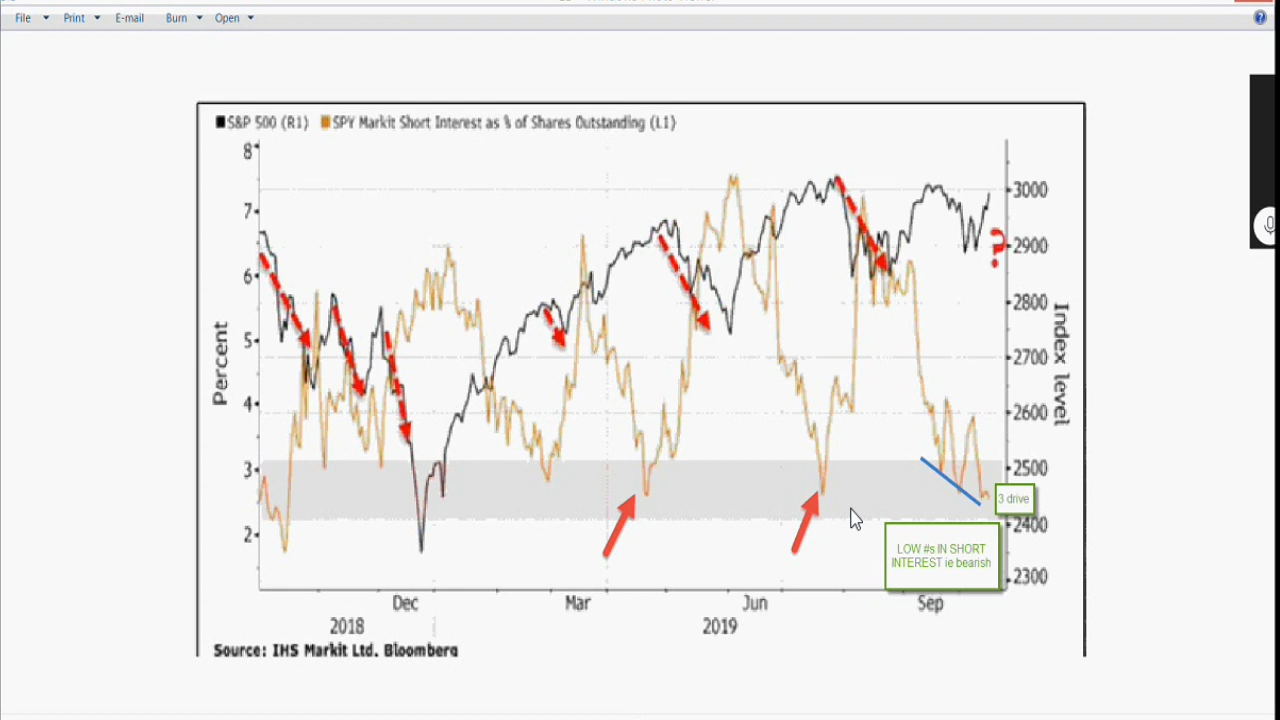 File Print E-mail Burn Open
S&P 500 (R1) SPY Markit Short Interest as % of Shares Outstanding (L1)
8
7
6
5
4
3
2
Percent
3000
2900
2800
2700
2600
2500
2400
2300
Index level
?
3 drive
LOW #s IN SHORT
INTEREST ie bearish
Dec Mar Jun Sep
2018 2019
Source: IHS Markit Ltd. Bloomberg